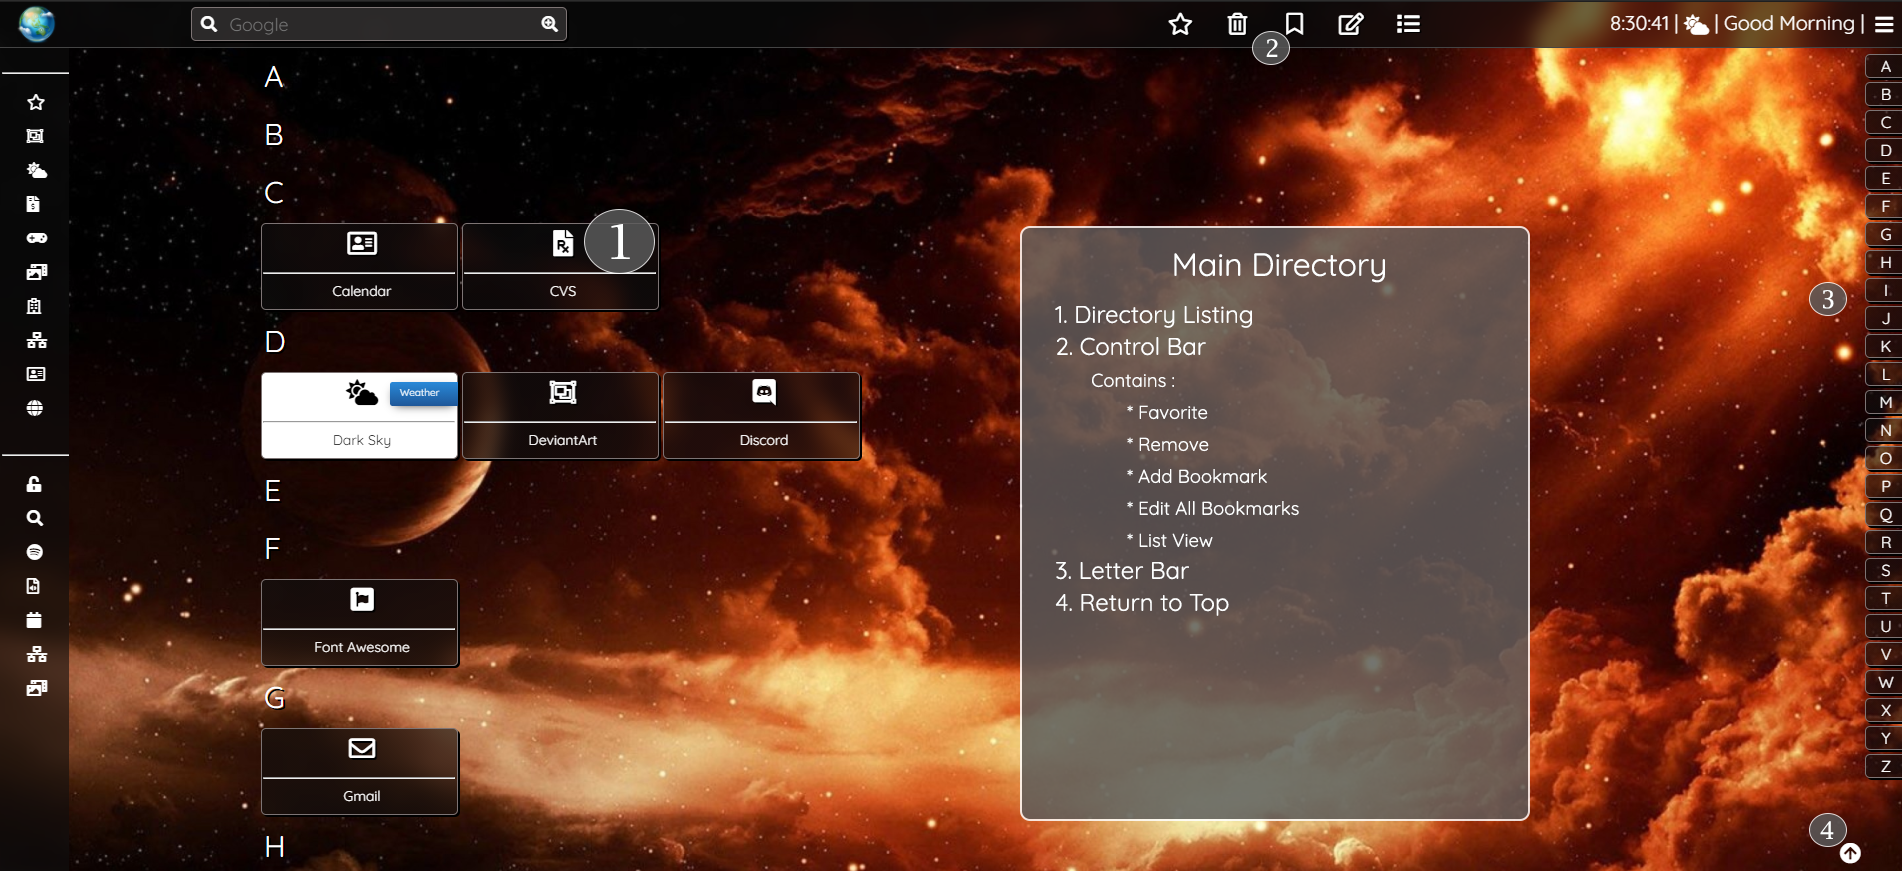 Google
8:30:41 | | Good Morning |
2
A
B
C
1
Calendar
CVS
D
Weather
Dark Sky
DeviantArt
Discord
E
F
Font Awesome
G
Gmail
H
Main Directory
1. Directory Listing
2. Control Bar
Contains :
* Favorite
* Remove
* Add Bookmark
* Edit All Bookmarks
* List View
3. Letter Bar
4. Return to Top
3
A
B
C
D
E
F
G
H
I
J
K
L
M
N
O
P
Q
R
S
T
U
V
W
X
Y
Z
4